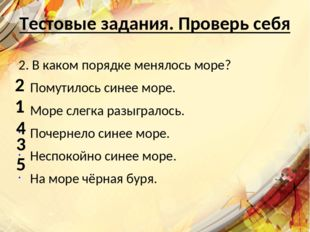 Тестовые задания. Проверь себя
2. В каком порядке менялось море?
2 Помутилось синее море.
1 Море слегка разыгралось.
4 Почернело синее море.
3 Неспокойно синее море.
5 На море чёрная буря.